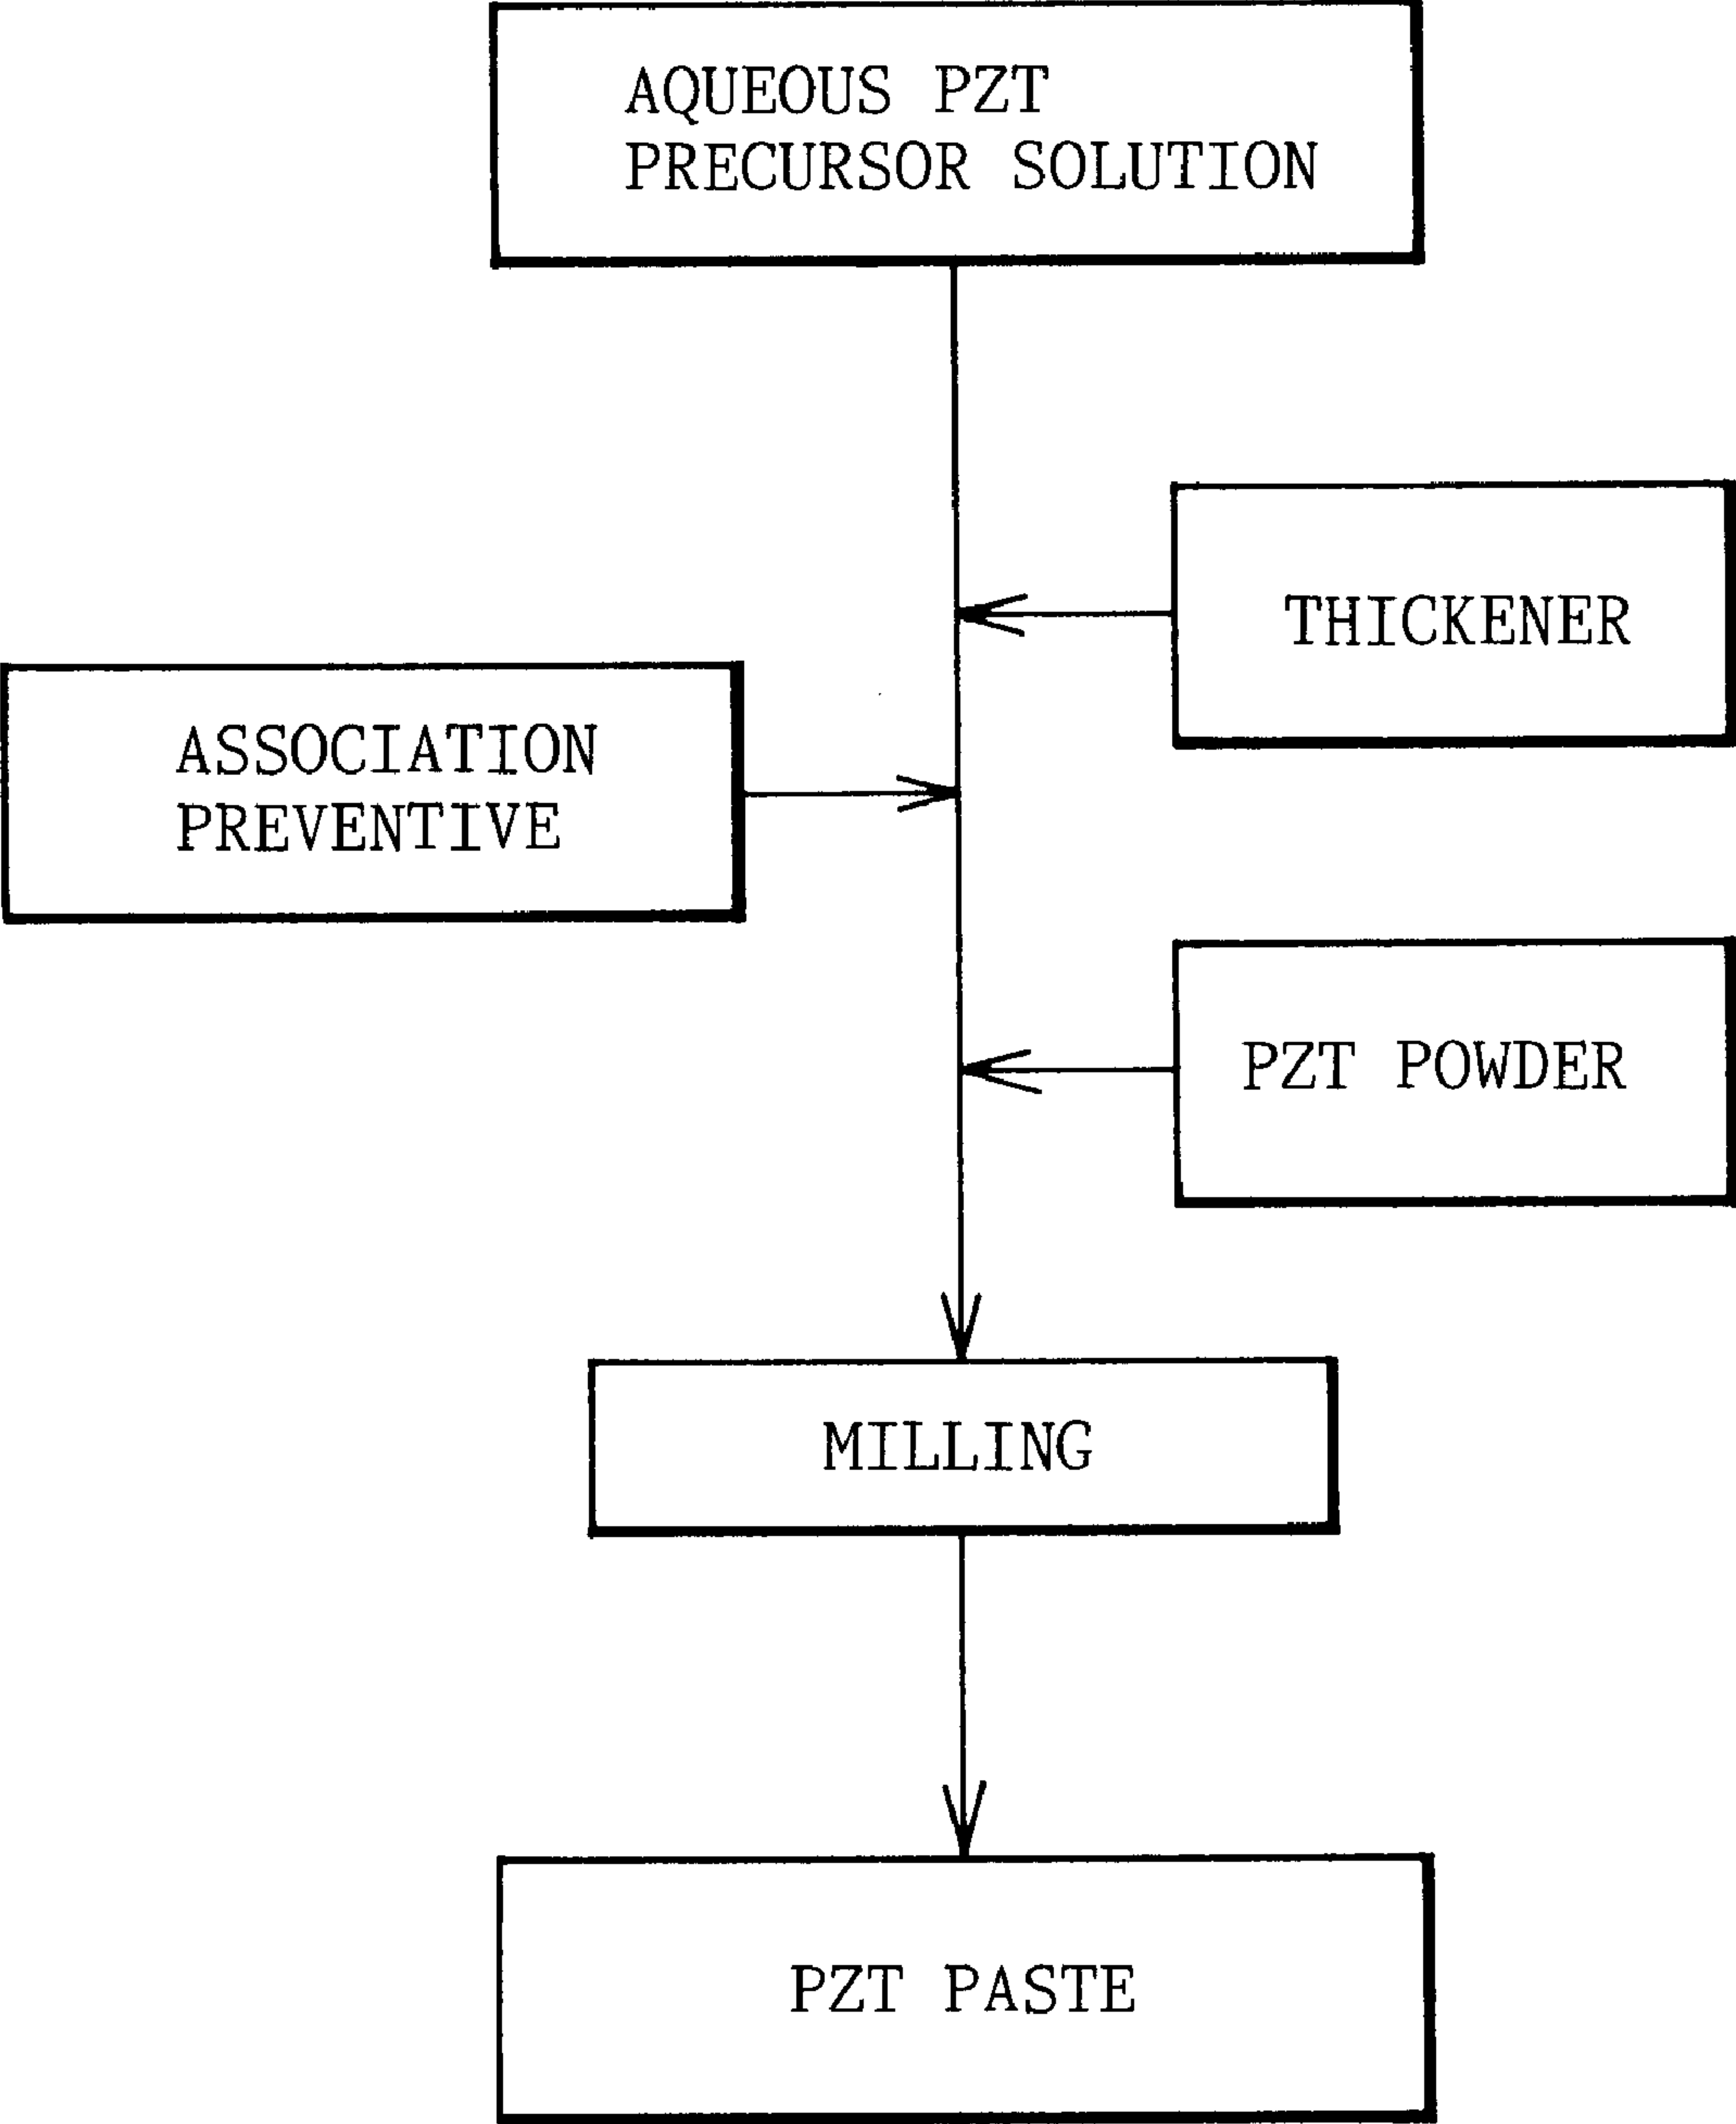 AQUEOUS PZT
PRECURSOR SOLUTION
THICKENER
ASSOCIATION
PREVENTIVE
PZT POWDER
MILLING
PZT PASTE